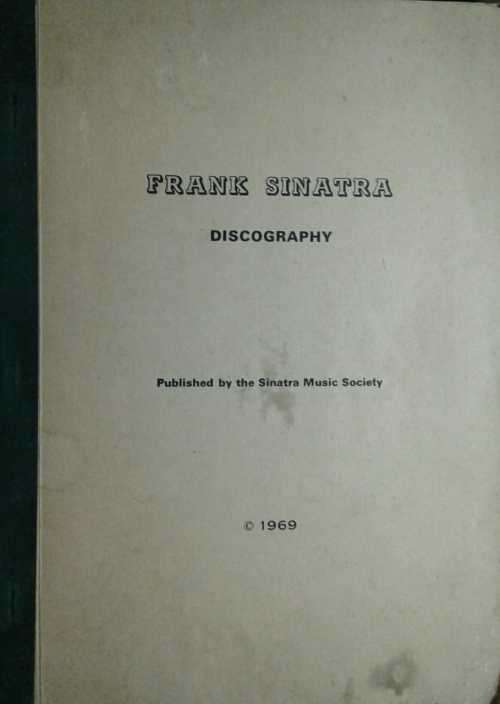 FRANK SINATRA
DISCOGRAPHY
Published by the Sinatra Music Society
© 1969